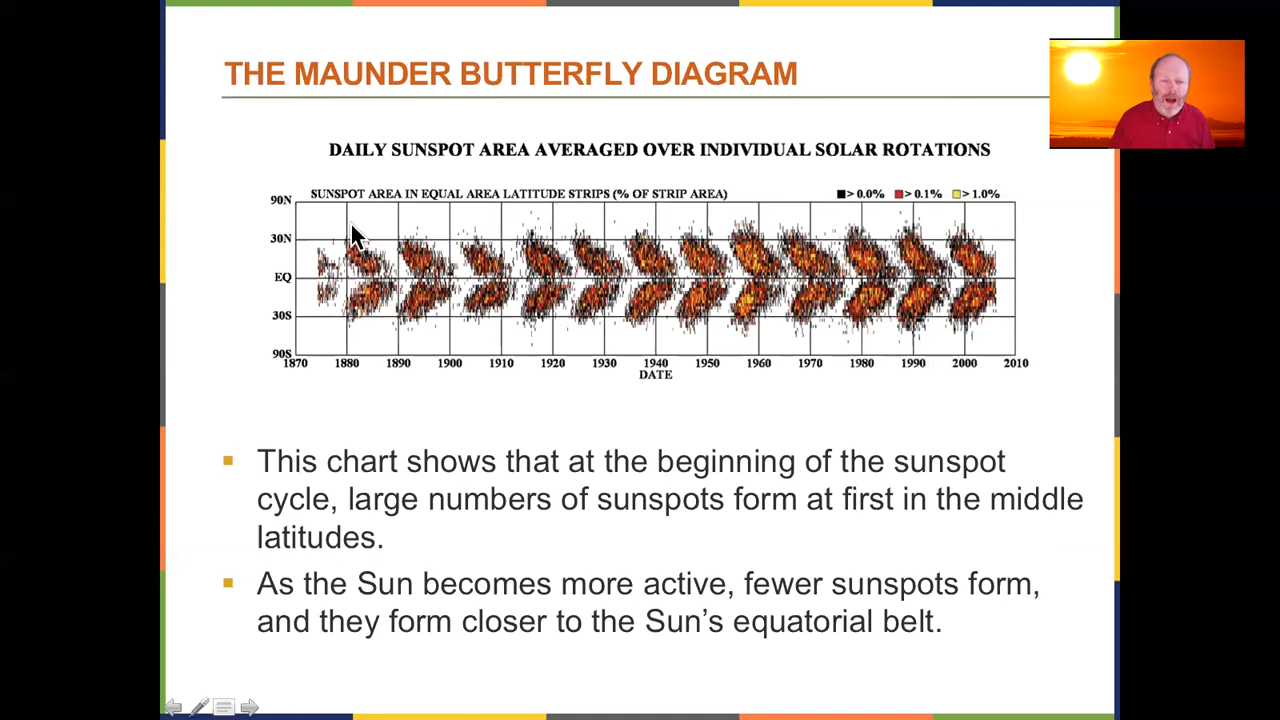 THE MAUNDER BUTTERFLY DIAGRAM
DAILY SUNSPOT AREA AVERAGED OVER INDIVIDUAL SOLAR ROTATIONS
SUNSPOT AREA IN EQUAL AREA LATITUDE STRIPS (% OF STRIP AREA) > 0.0% > 0.1% > 1.0%
90N
30N
EQ
30S
90S
1870 1880 1890 1900 1910 1920 1930 1940 1950 1960 1970 1980 1990 2000 2010
DATE
This chart shows that at the beginning of the sunspot
cycle, large numbers of sunspots form at first in the middle
latitudes.
As the Sun becomes more active, fewer sunspots form,
and they form closer to the Sun’s equatorial belt.